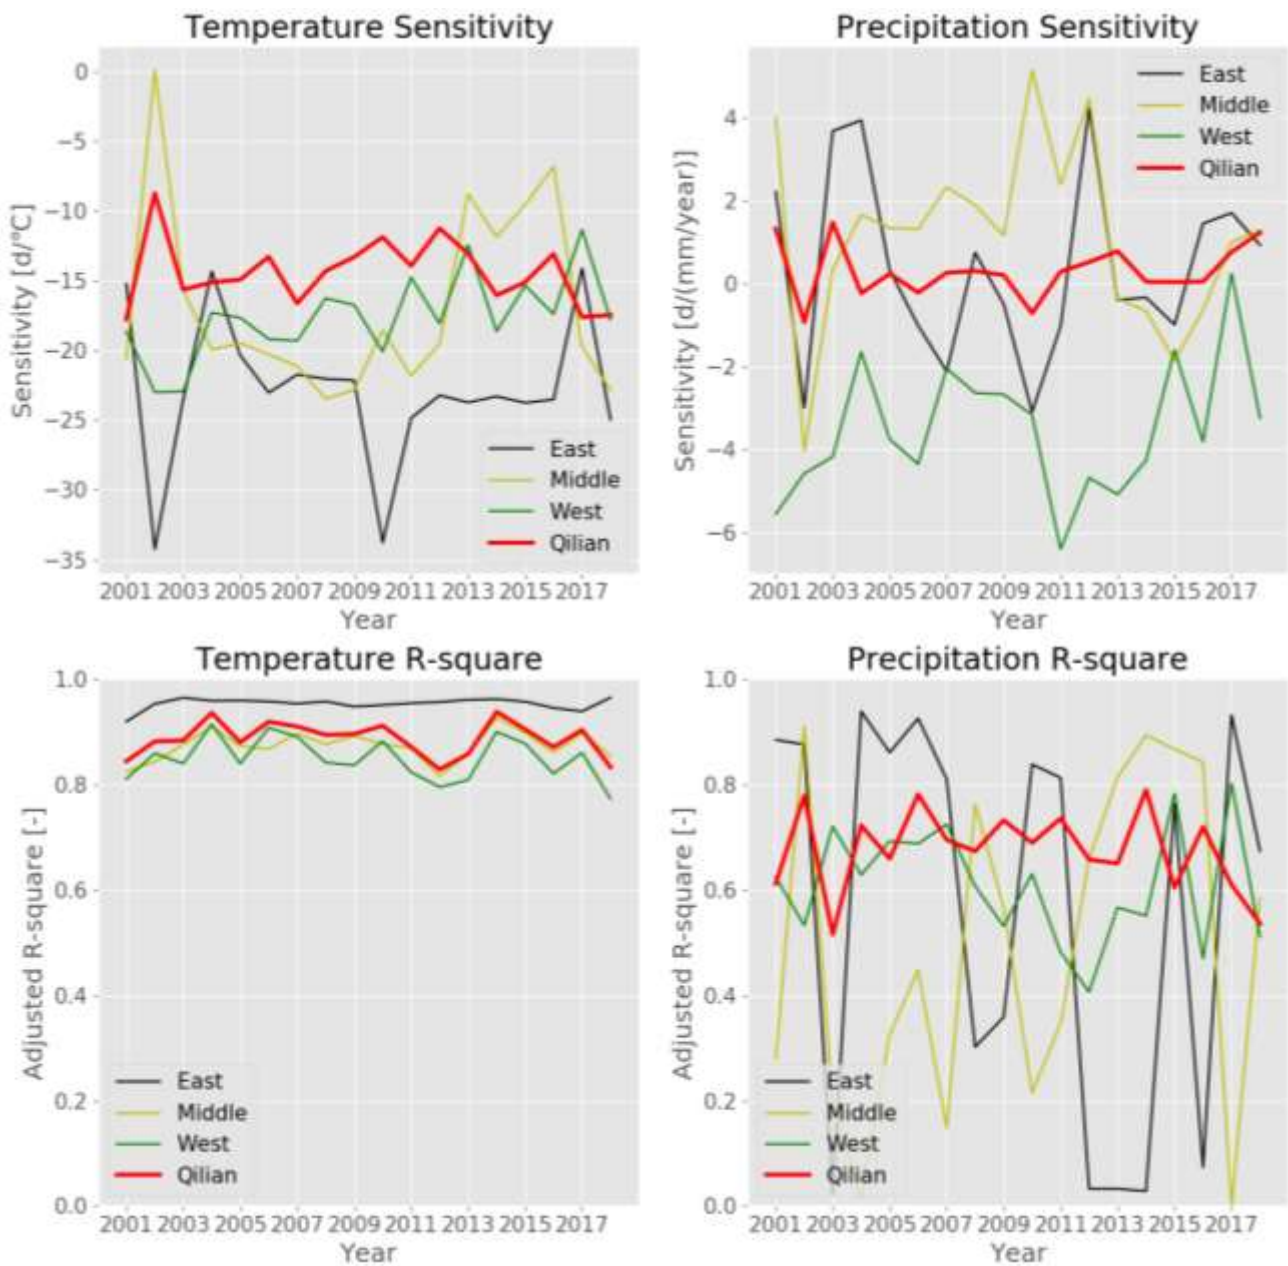 Temperature Sensitivity
Sensitivity [d/°C]
0
−5
−10
−15
−20
−25
−30
−35
East
Middle
West
Qilian
2001 2003 2005 2007 2009 2011 2013 2015 2017
Year
Precipitation Sensitivity
Sensitivity [d/(mm/year)]
4
2
0
−2
−4
−6
East
Middle
West
Qilian
2001 2003 2005 2007 2009 2011 2013 2015 2017
Year
Temperature R-square
Adjusted R-square [-]
1.0
0.8
0.6
0.4
0.2
0.0
East
Middle
West
Qilian
2001 2003 2005 2007 2009 2011 2013 2015 2017
Year
Precipitation R-square
Adjusted R-square [-]
1.0
0.8
0.6
0.4
0.2
0.0
East
Middle
West
Qilian
2001 2003 2005 2007 2009 2011 2013 2015 2017
Year